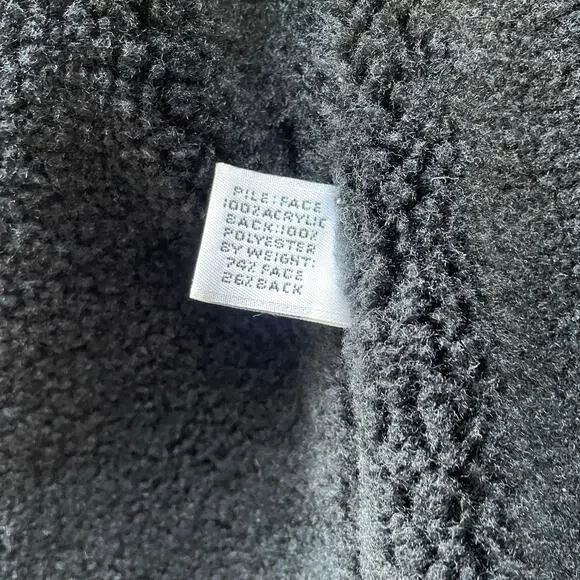 PILE: FACE
100% ACRYLIC
BACK: 100%
POLYESTER
BY WEIGHT:
74% FACE
26% BACK